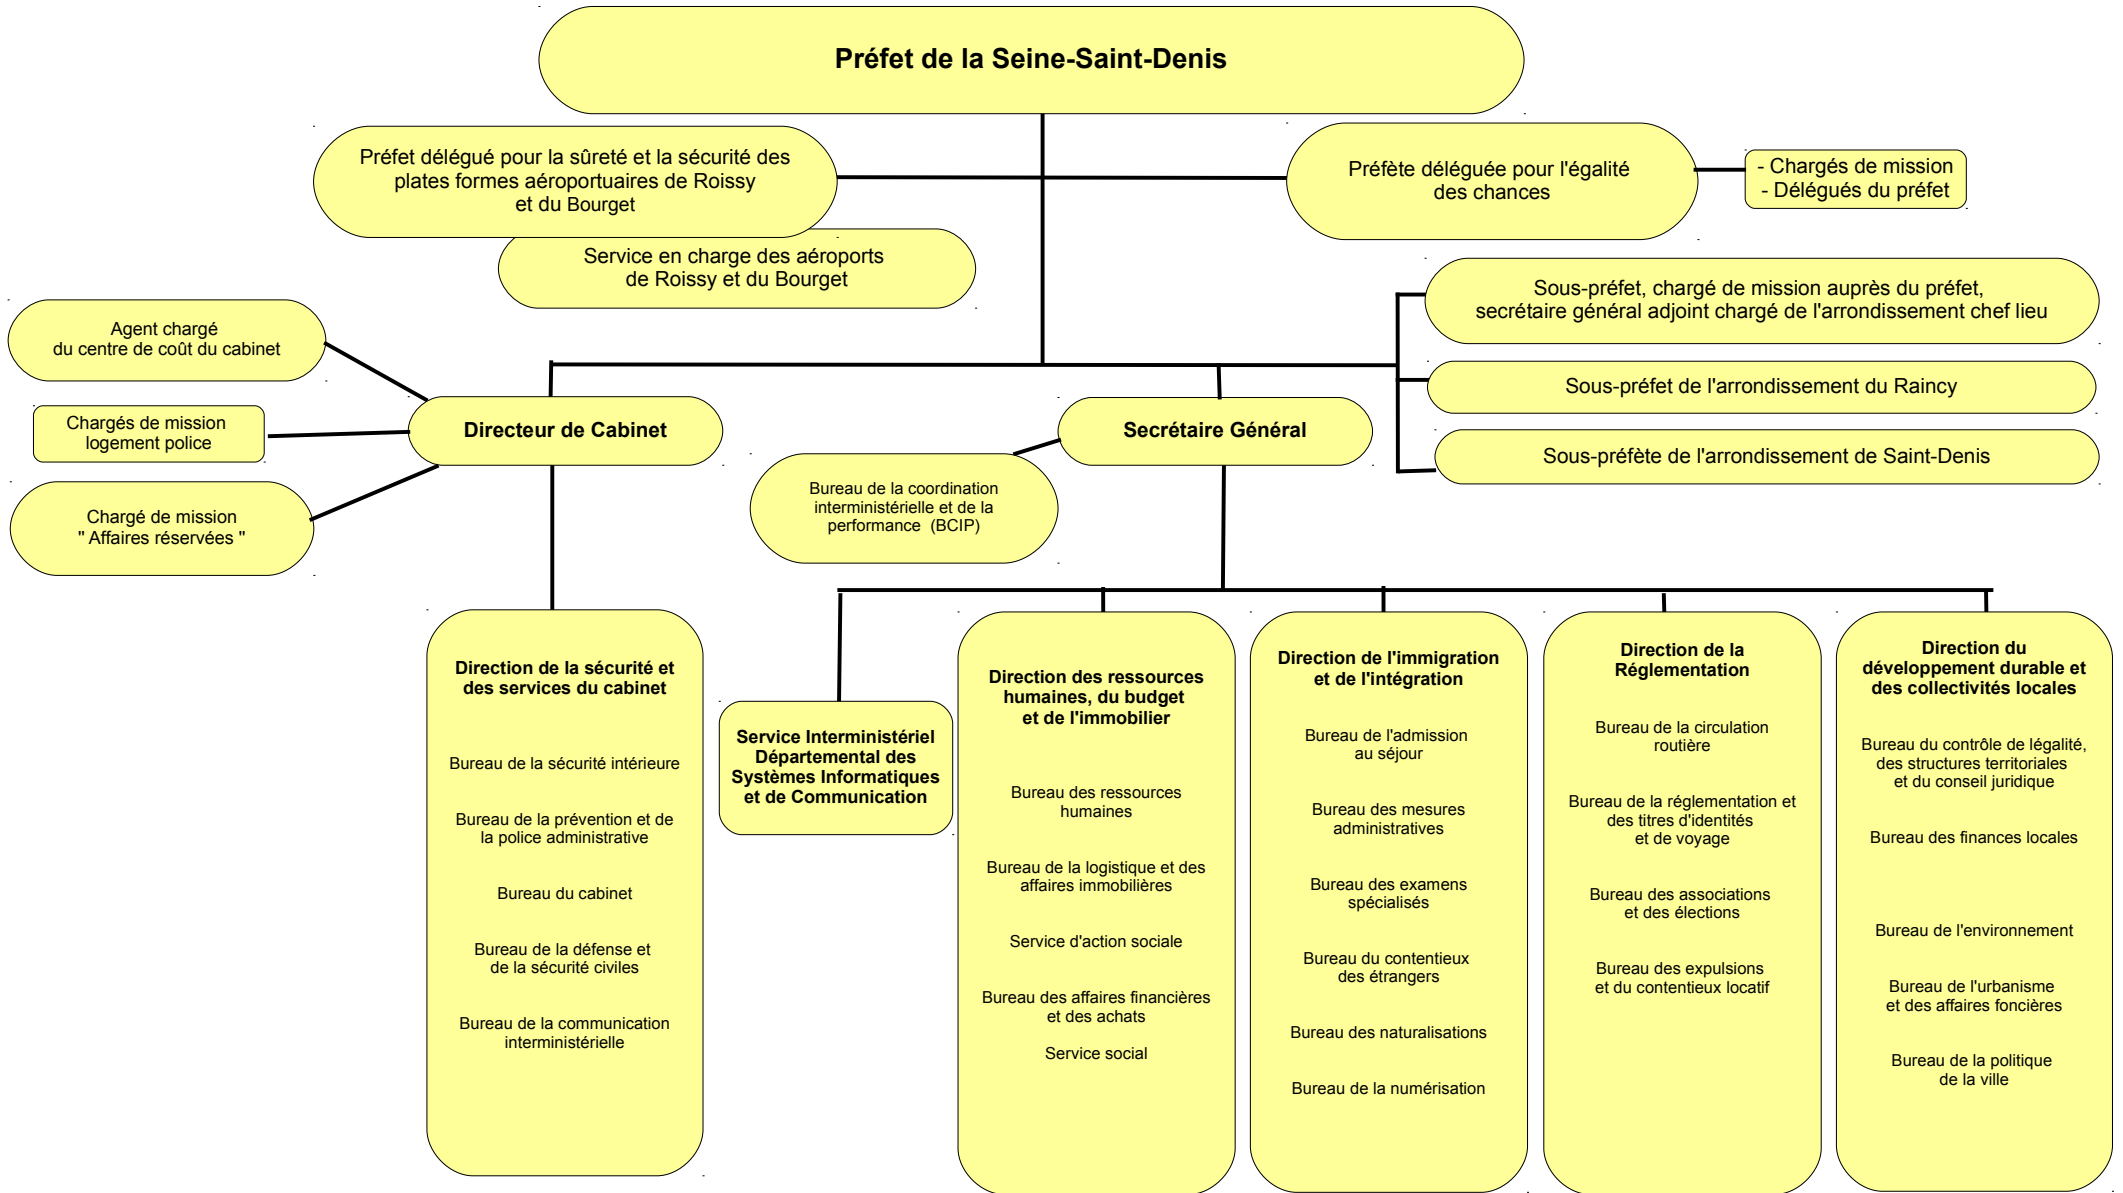 Préfet de la Seine-Saint-Denis
Préfet délégué pour la sûreté et la sécurité des
plates formes aéroportuaires de Roissy
et du Bourget
Préfète déléguée pour l'égalité
des chances
- Chargés de mission
- Délégués du préfet
Service en charge des aéroports
de Roissy et du Bourget
Sous-préfet, chargé de mission auprès du préfet,
secrétaire général adjoint chargé de l'arrondissement chef lieu
Sous-préfet de l'arrondissement du Raincy
Sous-préfète de l'arrondissement de Saint-Denis
Agent chargé
du centre de coût du cabinet
Chargés de mission
logement police
Chargé de mission
" Affaires réservées "
Directeur de Cabinet
Secrétaire Général
Bureau de la coordination
interministérielle et de la
performance  (BCIP)
Direction de la sécurité et
des services du cabinet
Bureau de la sécurité intérieure
Bureau de la prévention et de
la police administrative
Bureau du cabinet
Bureau de la défense et
de la sécurité civiles
Bureau de la communication
interministérielle
Service Interministériel
Départemental des
Systèmes Informatiques
et de Communication
Direction des ressources
humaines, du budget
et de l'immobilier
Bureau des ressources
humaines
Bureau de la logistique et des
affaires immobilières
Service d'action sociale
Bureau des affaires financières
et des achats
Service social
Direction de l'immigration
et de l'intégration
Bureau de l'admission
au séjour
Bureau des mesures
administratives
Bureau des examens
spécialisés
Bureau du contentieux
des étrangers
Bureau des naturalisations
Bureau de la numérisation
Direction de la
Réglementation
Bureau de la circulation
routière
Bureau de la réglementation et
des titres d'identités
et de voyage
Bureau des associations
et des élections
Bureau des expulsions
et du contentieux locatif
Direction du
développement durable et
des collectivités locales
Bureau du contrôle de légalité,
des structures territoriales
et du conseil juridique
Bureau des finances locales
Bureau de l'environnement
Bureau de l'urbanisme
et des affaires foncières
Bureau de la politique
de la ville